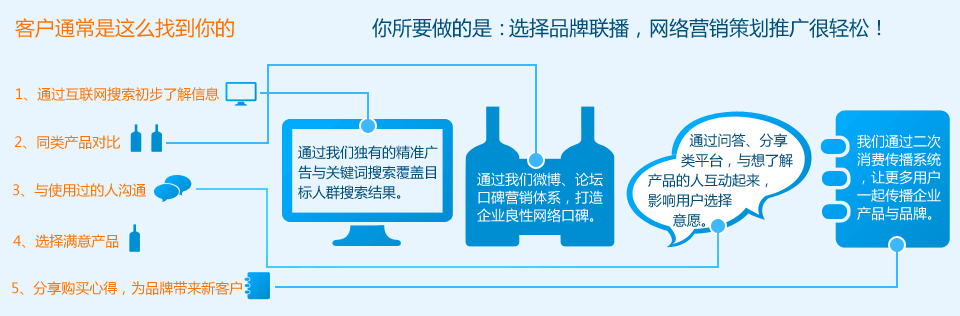 客户通常是这么找到你的
你所要做的是：选择品牌联播，网络营销策划推广很轻松！
1、通过互联网搜索初步了解信息
2、同类产品对比
3、与使用过的人沟通
4、选择满意产品
5、分享购买心得，为品牌带来新客户
通过我们独有的精准广
告与关键词搜索覆盖目
标人群搜索结果。
通过我们微博、论坛
口碑营销体系，打造
企业良性网络口碑。
通过问答、分享
类平台，与想了解
产品的人互动起来，
影响用户选择
意愿。
我们通过二次
消费传播系统
，让更多用户
一起传播企业
产品与品牌。